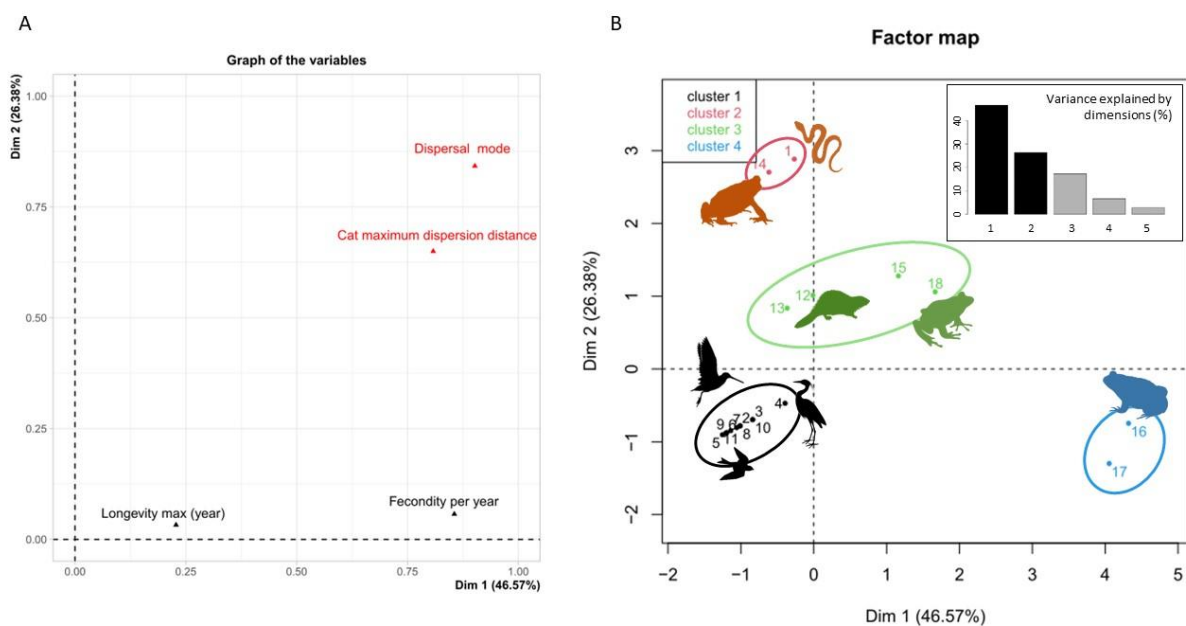 A
Graph of the variables
Dim 2 (26.38%)
1.00
0.75
0.50
0.25
0.00
Dispersal mode
Cat maximum dispersion distance
Longevity max (year)
Fecondity per year
0.00 0.25 0.50 0.75 1.00
Dim 1 (46.57%)
B
Factor map
cluster 1
cluster 2
cluster 3
cluster 4
Variance explained by
dimensions (%)
40
30
20
10
0
1 2 3 4 5
Dim 2 (26.38%)
3
2
1
0
−1
−2
14 1
15
18
12
13
4
9 6 7 2 3
5 11 8 10
16
17
−2 −1 0 1 2 3 4 5
Dim 1 (46.57%)